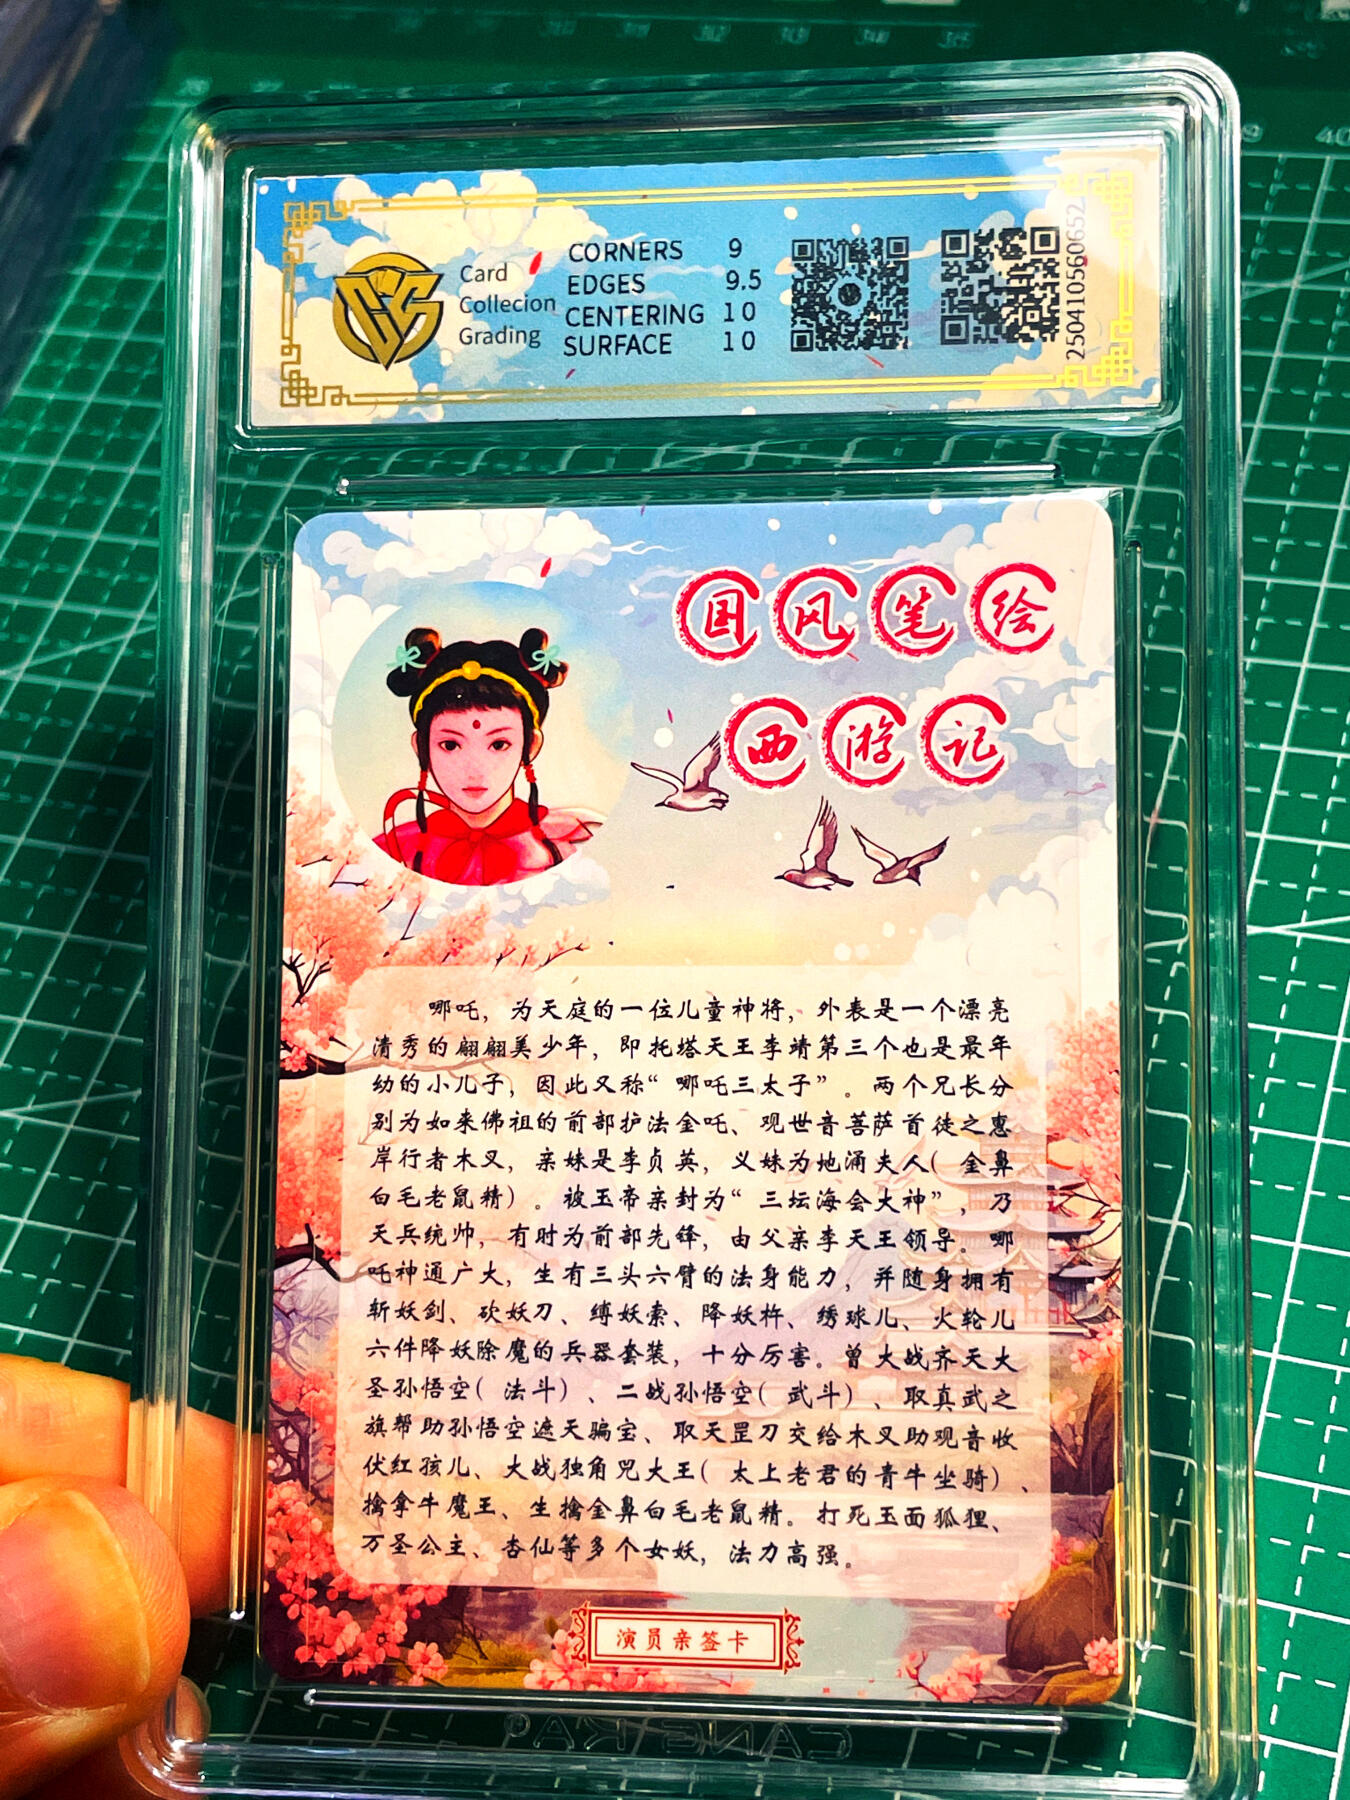 Card
Collecion
Grading
CORNERS 9
EDGES 9.5
CENTERING 10
SURFACE 10
250410560652
国风笔绘
西游记
哪吒，为天庭的一位儿童神将，外表是一个漂亮
清秀的翩翩美少年，即托塔天王李靖第三个也是最年
幼的小儿子，因此又称“哪吒三太子”。两个兄长分
别为如来佛祖的前部护法金吒、观世音菩萨首徒之惠
岸行者木叉，亲妹是李贞英，义妹为地涌夫人(金鼻
白毛老鼠精)。被玉帝亲封为“三坛海会大神”，乃
天兵统帅，有时为前部先锋，由父亲李天王领导。哪
吒神通广大，生有三头六臂的法身能力，并随身拥有
斩妖剑、砍妖刀、缚妖索、降妖杵、绣球儿、火轮儿
六件降妖除魔的兵器套装，十分厉害。曾大战齐天大
圣孙悟空(法斗)、二战孙悟空(武斗)、取真武之
旗帮助孙悟空遮天骗宝、取天罡刀交给木叉助观音收
伏红孩儿、大战独角兕大王(太上老君的青牛坐骑)、
擒拿牛魔王、生擒金鼻白毛老鼠精。打死玉面狐狸、
万圣公主、杏仙等多个女妖，法力高强。
演员亲签卡